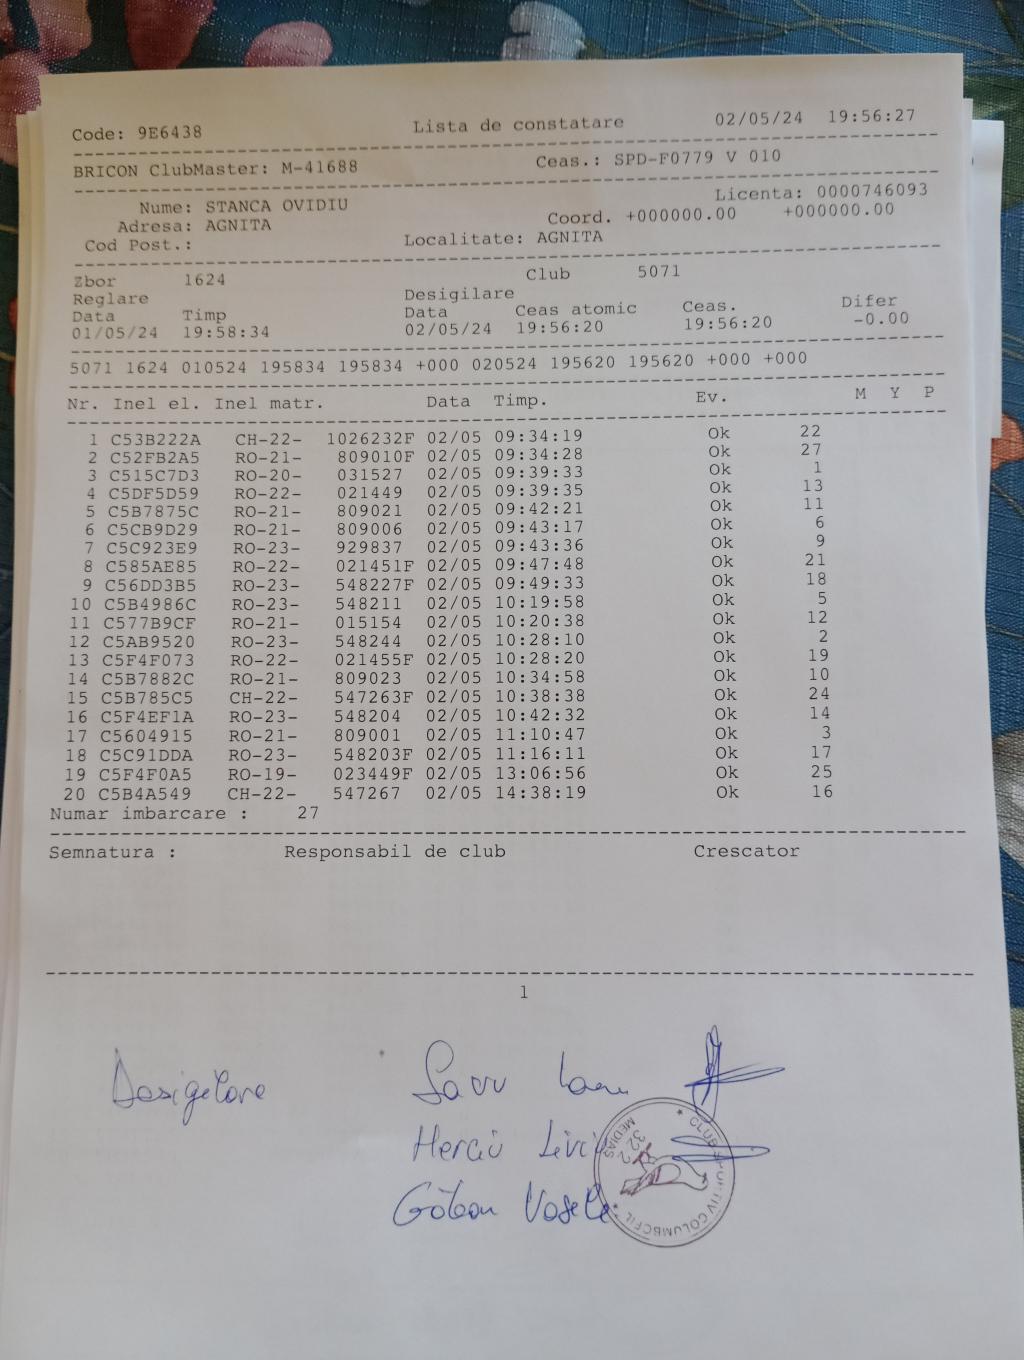 Code: 9E6438 Lista de constatare 02/05/24 19:56:27
BRICON ClubMaster: M-41688 Ceas.: SPD-F0779 V 010
Licenta: 0000746093
Nume: STANCA OVIDIU
Coord. +000000.00 +000000.00
Adresa: AGNITA
Cod Post.: Localitate: AGNITA
Zbor 1624 Club 5071
Reglare Desigilare
Data Timp Data Ceas atomic Ceas. Difer
01/05/24 19:58:34 02/05/24 19:56:20 19:56:20 -0.00
5071 1624 010524 195834 195834 +000 020524 195620 195620 +000 +000
Nr. Inel el. Inel matr. Data Timp. Ev. M Y P
1 C53B222A CH-22- 1026232F 02/05 09:34:19 Ok 22
2 C52FB2A5 RO-21- 809010F 02/05 09:34:28 Ok 27
3 C515C7D3 RO-20- 031527 02/05 09:39:33 Ok 1
4 C5DF5D59 RO-22- 021449 02/05 09:39:35 Ok 13
5 C5B7875C RO-21- 809021 02/05 09:42:21 Ok 11
6 C5CB9D29 RO-21- 809006 02/05 09:43:17 Ok 6
7 C5C923E9 RO-23- 929837 02/05 09:43:36 Ok 9
8 C585AE85 RO-22- 021451F 02/05 09:47:48 Ok 21
9 C56DD3B5 RO-23- 548227F 02/05 09:49:33 Ok 18
10 C5B4986C RO-23- 548211 02/05 10:19:58 Ok 5
11 C577B9CF RO-21- 015154 02/05 10:20:38 Ok 12
12 C5AB9520 RO-23- 548244 02/05 10:28:10 Ok 2
13 C5F4F073 RO-22- 021455F 02/05 10:28:20 Ok 19
14 C5B7882C RO-21- 809023 02/05 10:34:58 Ok 10
15 C5B785C5 CH-22- 547263F 02/05 10:38:38 Ok 24
16 C5F4EF1A RO-23- 548204 02/05 10:42:32 Ok 14
17 C5604915 RO-21- 809001 02/05 11:10:47 Ok 3
18 C5C91DDA RO-23- 548203F 02/05 11:16:11 Ok 17
19 C5F4F0A5 RO-19- 023449F 02/05 13:06:56 Ok 25
20 C5B4A549 CH-22- 547267 02/05 14:38:19 Ok 16
Numar imbarcare : 27
Semnatura : Responsabil de club Crescator
1
Desigelare Savu Ioan
Herciu Liviu
Găban Vasile
CLUB SPORTIV COLUMBOFIL
MEDIAȘ